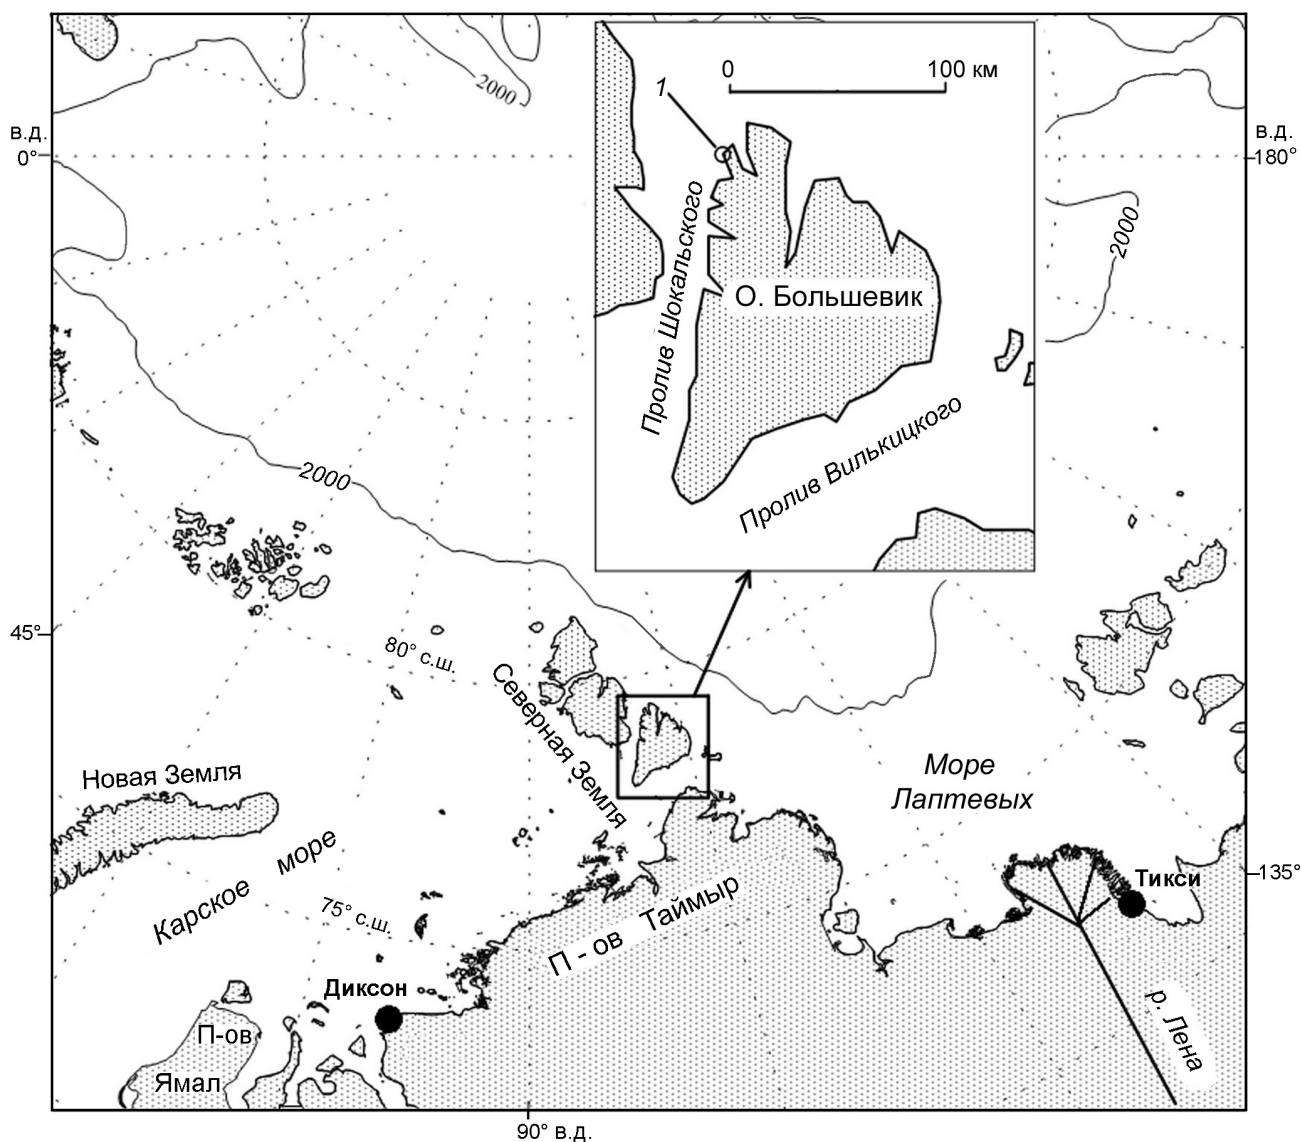 2000
0
100 км
1
в.д.
0°
в.д.
180°
Пролив Шокальского
О. Большевик
2000
Пролив Вилькицкого
2000
45°
80° с.ш.
Северная Земля
Новая Земля
Море
Лаптевых
Карское море
75° с.ш.
П - ов Таймыр
Тикси
135°
Диксон
П-ов
Ямал
р. Лена
90° в.д.